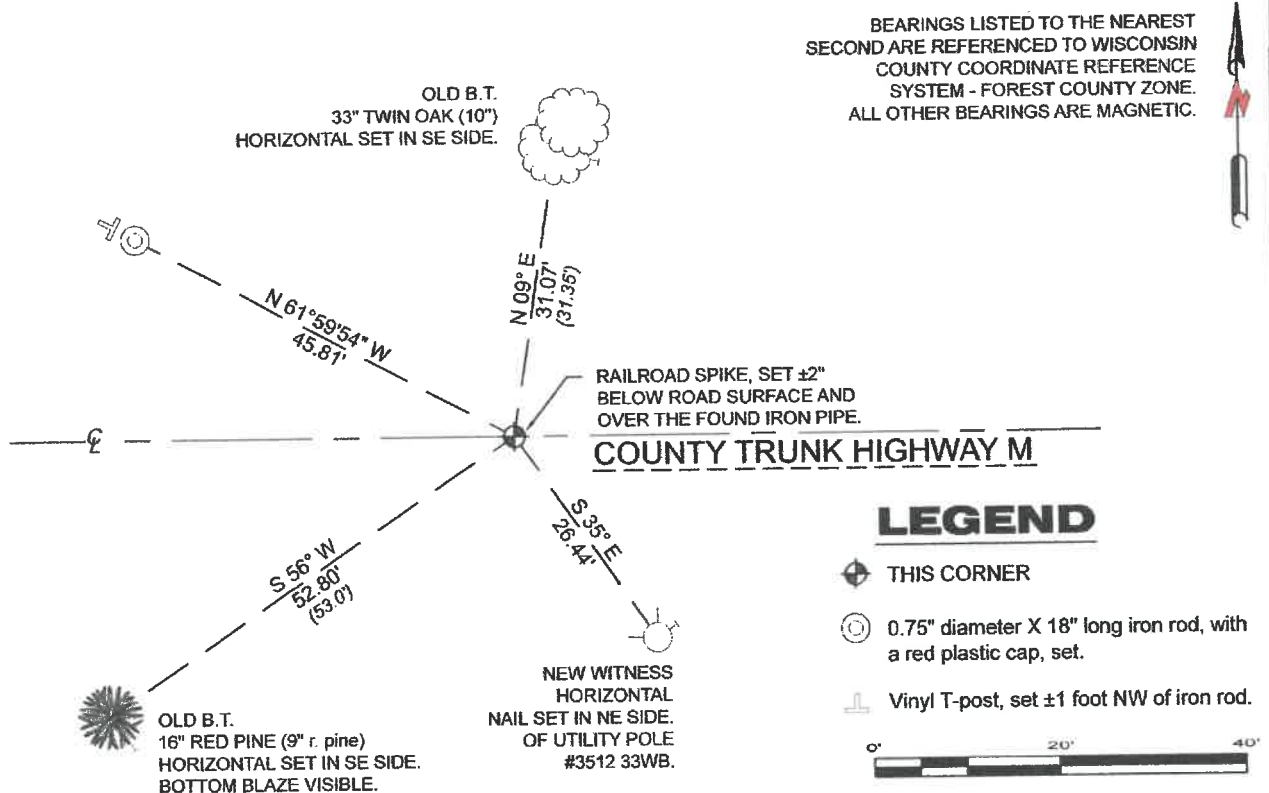 BEARINGS LISTED TO THE NEAREST
SECOND ARE REFERENCED TO WISCONSIN
COUNTY COORDINATE REFERENCE
SYSTEM - FOREST COUNTY ZONE.
ALL OTHER BEARINGS ARE MAGNETIC.
N
OLD B.T.
33" TWIN OAK (10")
HORIZONTAL SET IN SE SIDE.
N 61°59'54" W
45.81'
N 09° E
31.07'
(31.35')
RAILROAD SPIKE, SET ±2"
BELOW ROAD SURFACE AND
OVER THE FOUND IRON PIPE.
℄
COUNTY TRUNK HIGHWAY M
S 56° W
52.80'
(53.0')
S 35° E
26.44'
OLD B.T.
16" RED PINE (9" r. pine)
HORIZONTAL SET IN SE SIDE.
BOTTOM BLAZE VISIBLE.
NEW WITNESS
HORIZONTAL
NAIL SET IN NE SIDE.
OF UTILITY POLE
#3512 33WB.
LEGEND
THIS CORNER
0.75" diameter X 18" long iron rod, with
a red plastic cap, set.
Vinyl T-post, set ±1 foot NW of iron rod.
0' 20' 40'